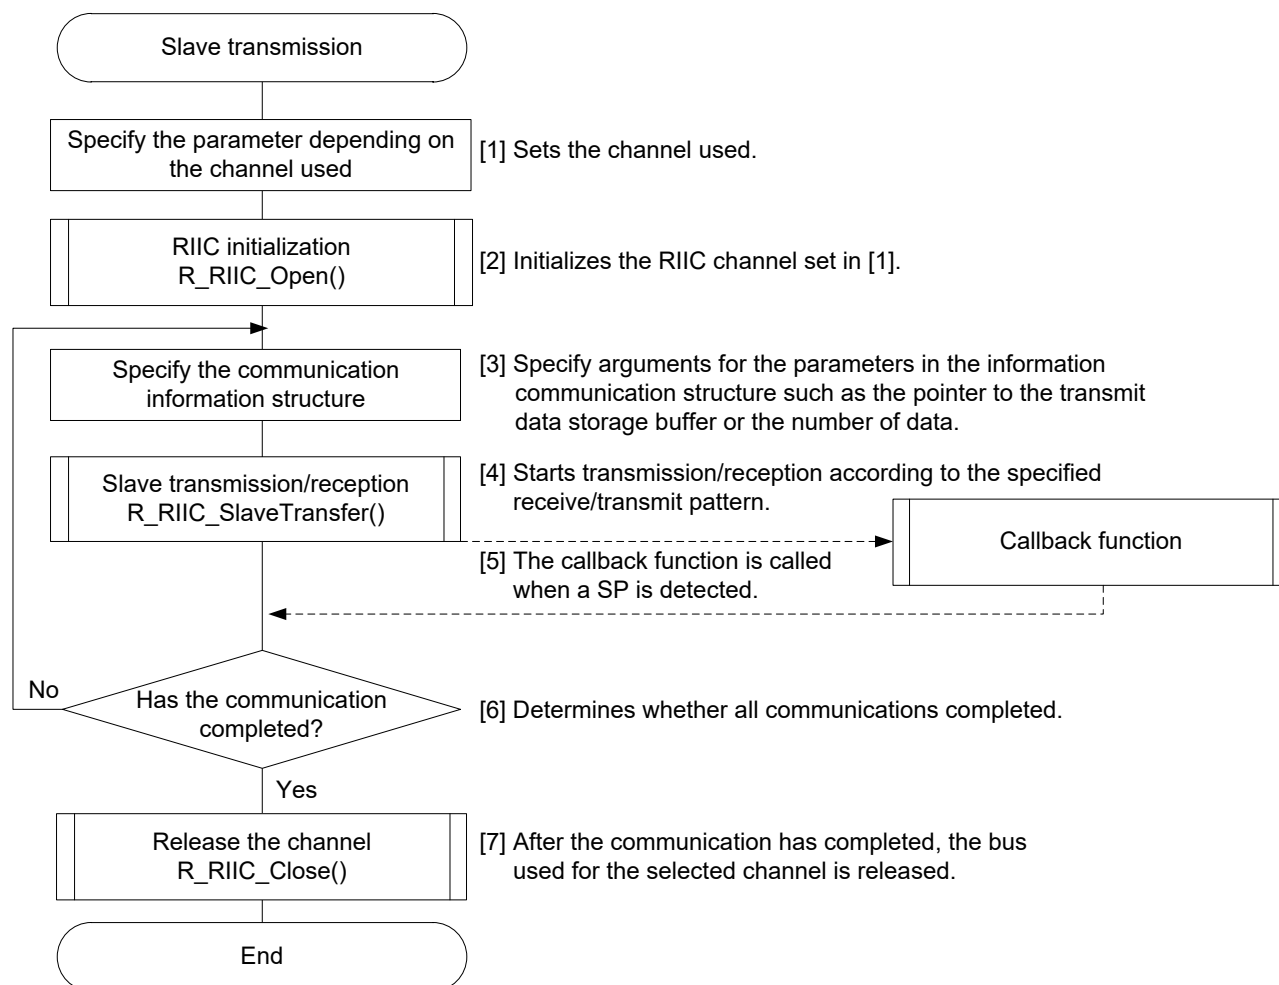 Slave transmission
Specify the parameter depending on
the channel used
[1] Sets the channel used.
RIIC initialization
R_RIIC_Open()
[2] Initializes the RIIC channel set in [1].
Specify the communication
information structure
[3] Specify arguments for the parameters in the information
communication structure such as the pointer to the transmit
data storage buffer or the number of data.
Slave transmission/reception
R_RIIC_SlaveTransfer()
[4] Starts transmission/reception according to the specified
receive/transmit pattern.
Callback function
[5] The callback function is called
when a SP is detected.
No
Has the communication
completed?
[6] Determines whether all communications completed.
Yes
Release the channel
R_RIIC_Close()
[7] After the communication has completed, the bus
used for the selected channel is released.
End